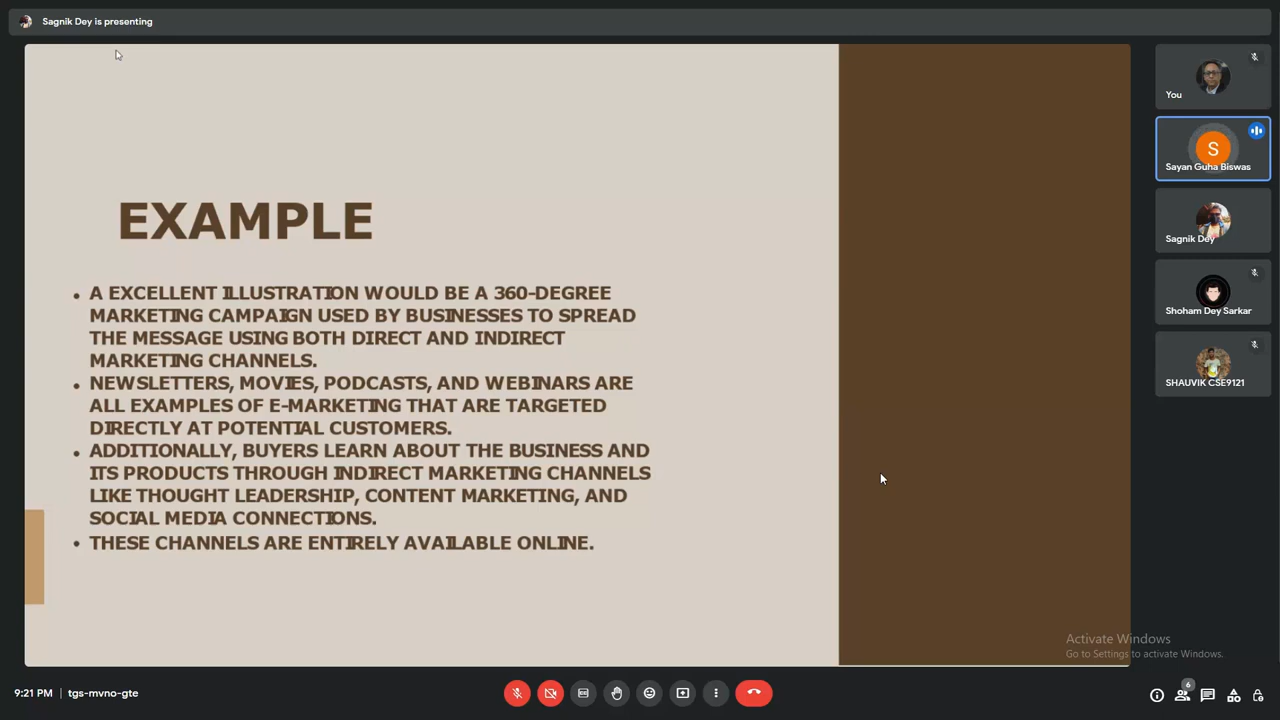 Sagnik Dey is presenting
EXAMPLE
• A EXCELLENT ILLUSTRATION WOULD BE A 360-DEGREE
MARKETING CAMPAIGN USED BY BUSINESSES TO SPREAD
THE MESSAGE USING BOTH DIRECT AND INDIRECT
MARKETING CHANNELS.
• NEWSLETTERS, MOVIES, PODCASTS, AND WEBINARS ARE
ALL EXAMPLES OF E-MARKETING THAT ARE TARGETED
DIRECTLY AT POTENTIAL CUSTOMERS.
• ADDITIONALLY, BUYERS LEARN ABOUT THE BUSINESS AND
ITS PRODUCTS THROUGH INDIRECT MARKETING CHANNELS
LIKE THOUGHT LEADERSHIP, CONTENT MARKETING, AND
SOCIAL MEDIA CONNECTIONS.
• THESE CHANNELS ARE ENTIRELY AVAILABLE ONLINE.
You
S
Sayan Guha Biswas
Sagnik Dey
Shoham Dey Sarkar
SHAUVIK CSE9121
Activate Windows
Go to Settings to activate Windows.
9:21 PM | tgs-mvno-gte
6